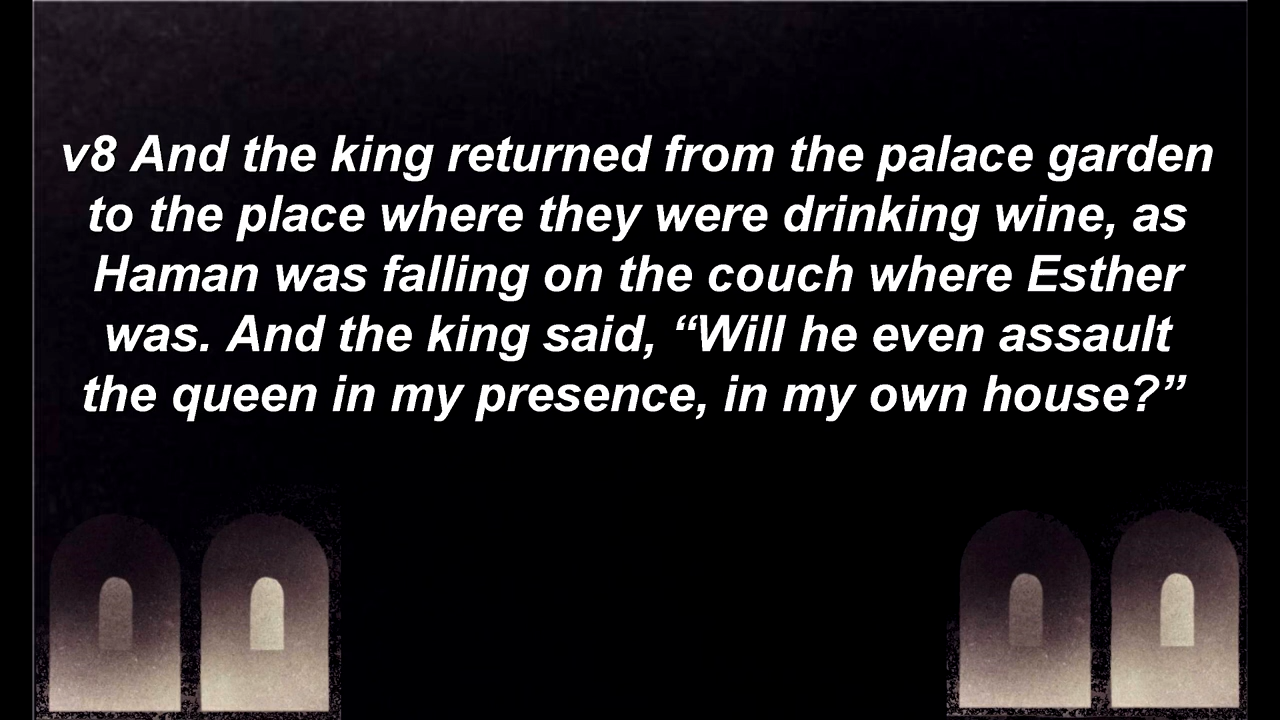 v8 And the king returned from the palace garden
to the place where they were drinking wine, as
Haman was falling on the couch where Esther
was. And the king said, “Will he even assault
the queen in my presence, in my own house?”